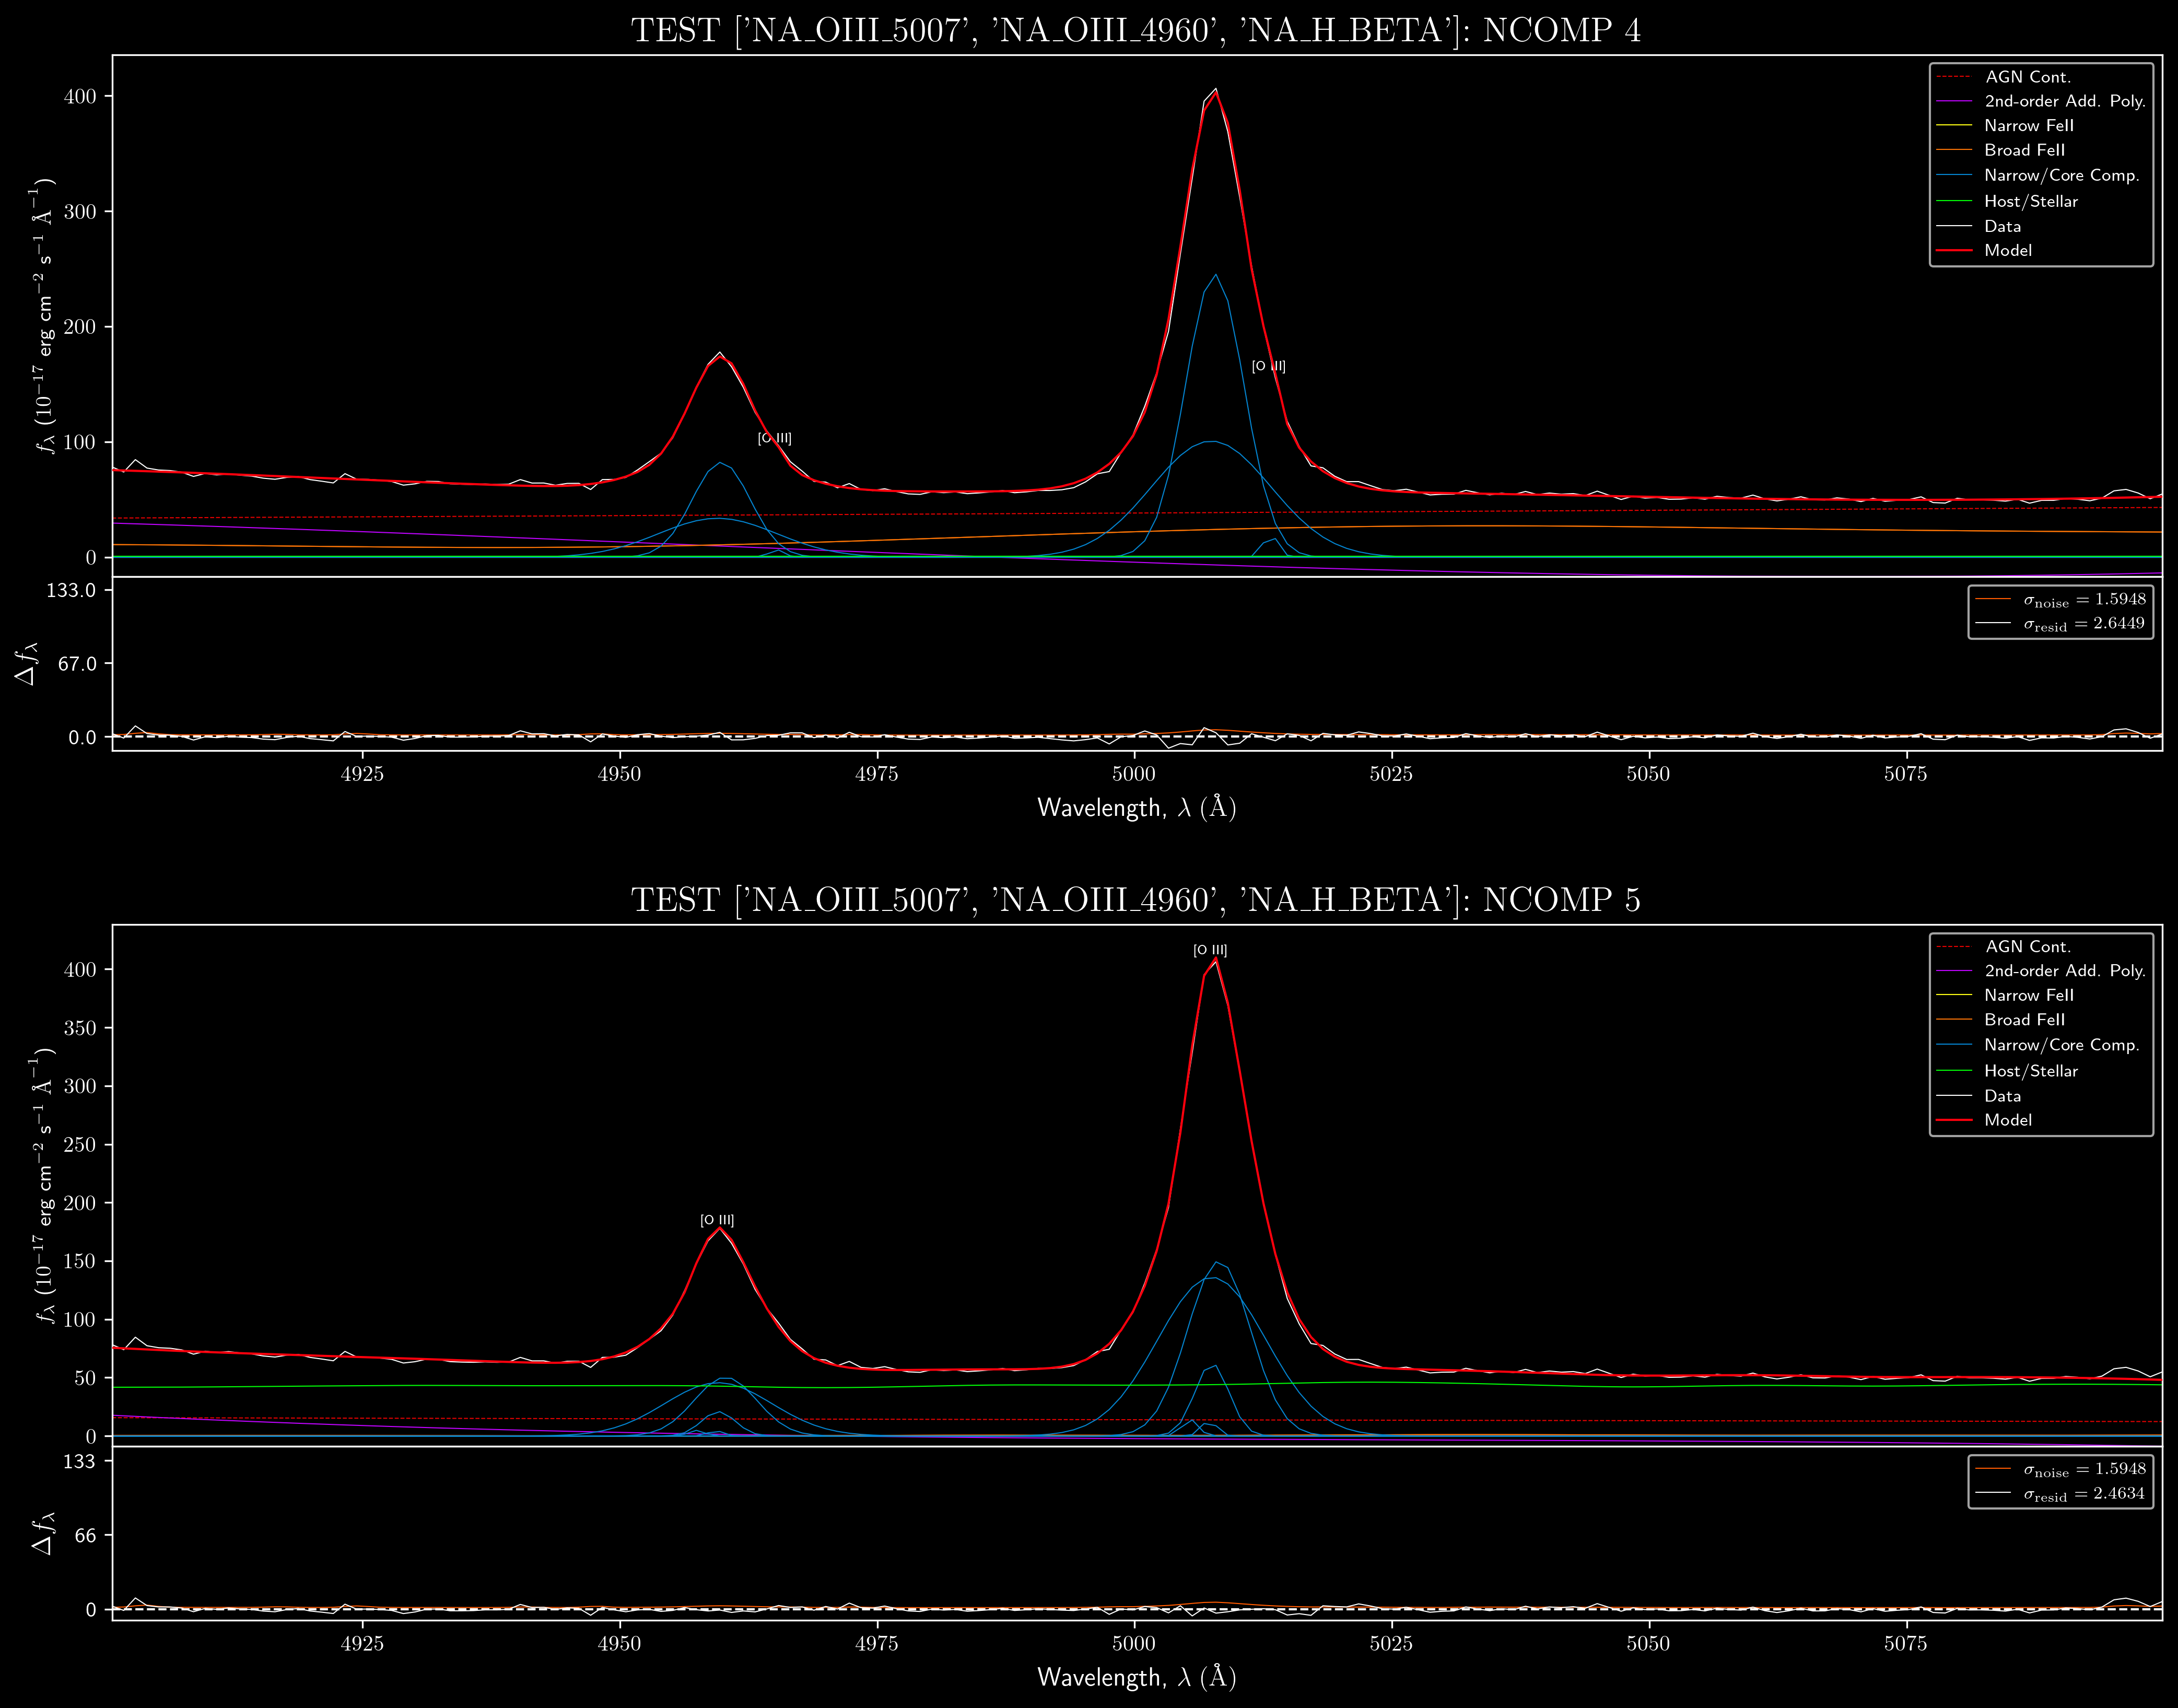 TEST ['NA_OIII_5007', 'NA_OIII_4960', 'NA_H_BETA']: NCOMP 4
400
300
200
100
0
f_λ (10^−17 erg cm^−2 s^−1 Å^−1)
[O III]
[O III]
AGN Cont.
2nd-order Add. Poly.
Narrow FeII
Broad FeII
Narrow/Core Comp.
Host/Stellar
Data
Model
133.0
67.0
0.0
Δf_λ
σ_noise = 1.5948
σ_resid = 2.6449
4925 4950 4975 5000 5025 5050 5075
Wavelength, λ (Å)
TEST ['NA_OIII_5007', 'NA_OIII_4960', 'NA_H_BETA']: NCOMP 5
400
350
300
250
200
150
100
50
0
f_λ (10^−17 erg cm^−2 s^−1 Å^−1)
[O III]
[O III]
AGN Cont.
2nd-order Add. Poly.
Narrow FeII
Broad FeII
Narrow/Core Comp.
Host/Stellar
Data
Model
133
66
0
Δf_λ
σ_noise = 1.5948
σ_resid = 2.4634
4925 4950 4975 5000 5025 5050 5075
Wavelength, λ (Å)